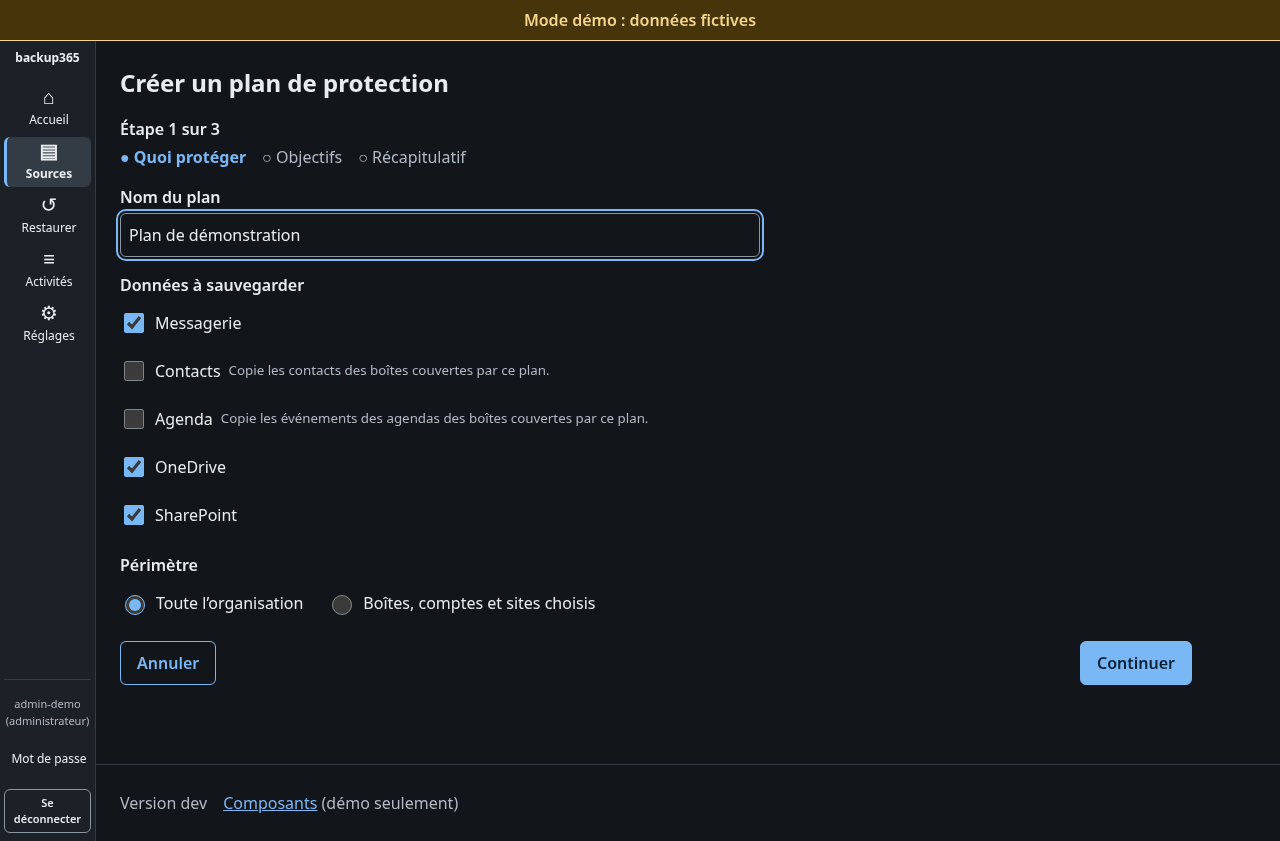 Mode démo : données fictives
backup365
Accueil
Sources
Restaurer
Activités
Réglages
admin-demo
(administrateur)
Mot de passe
Se
déconnecter
Créer un plan de protection
Étape 1 sur 3
● Quoi protéger ○ Objectifs ○ Récapitulatif
Nom du plan
Plan de démonstration
Données à sauvegarder
Messagerie
Contacts Copie les contacts des boîtes couvertes par ce plan.
Agenda Copie les événements des agendas des boîtes couvertes par ce plan.
OneDrive
SharePoint
Périmètre
Toute l’organisation Boîtes, comptes et sites choisis
Annuler Continuer
Version dev Composants (démo seulement)